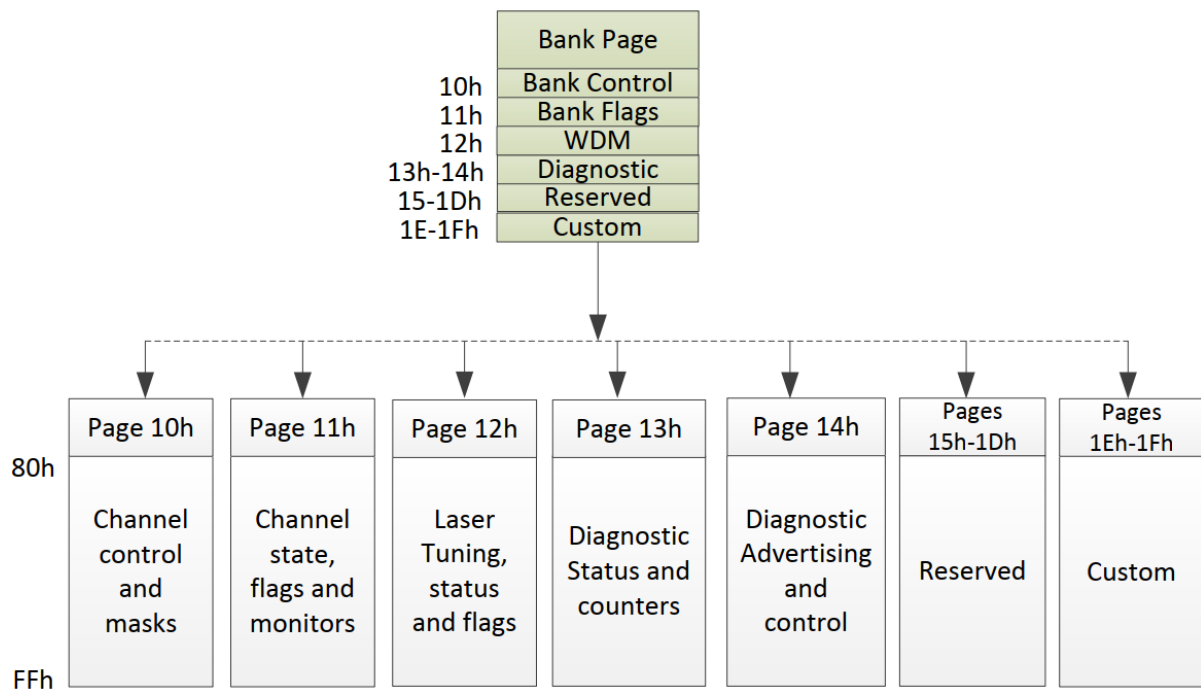 Bank Page
10h
Bank Control
11h
Bank Flags
12h
WDM
13h-14h
Diagnostic
15-1Dh
Reserved
1E-1Fh
Custom
Page 10h
Page 11h
Page 12h
Page 13h
Page 14h
Pages
15h-1Dh
Pages
1Eh-1Fh
80h
Channel
control
and
masks
Channel
state,
flags and
monitors
Laser
Tuning,
status
and flags
Diagnostic
Status and
counters
Diagnostic
Advertising
and
control
Reserved
Custom
FFh